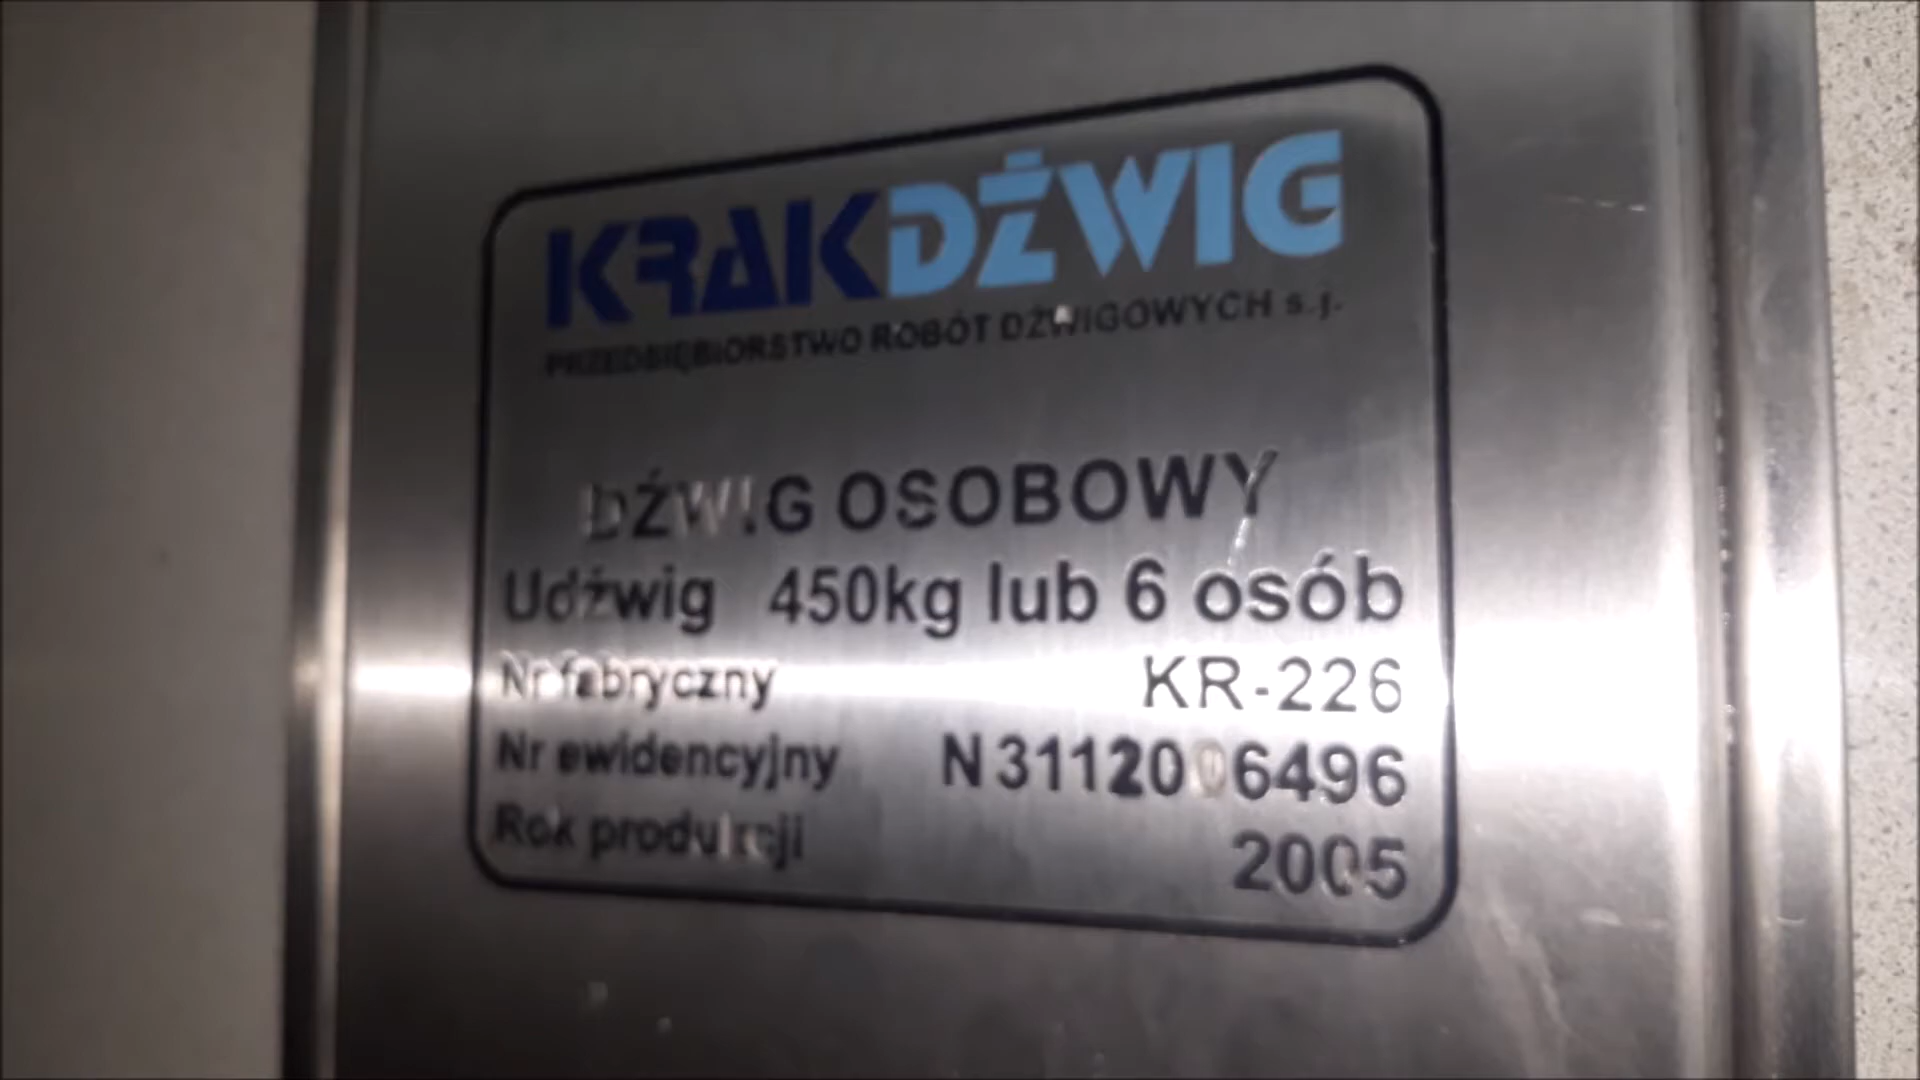 KRAKDŹWIG
PRZEDSIĘBIORSTWO ROBÓT DŹWIGOWYCH s.j.
DŹWIG OSOBOWY
Udźwig 450kg lub 6 osób
Nr fabryczny KR-226
Nr ewidencyjny N3112006496
Rok produkcji 2005